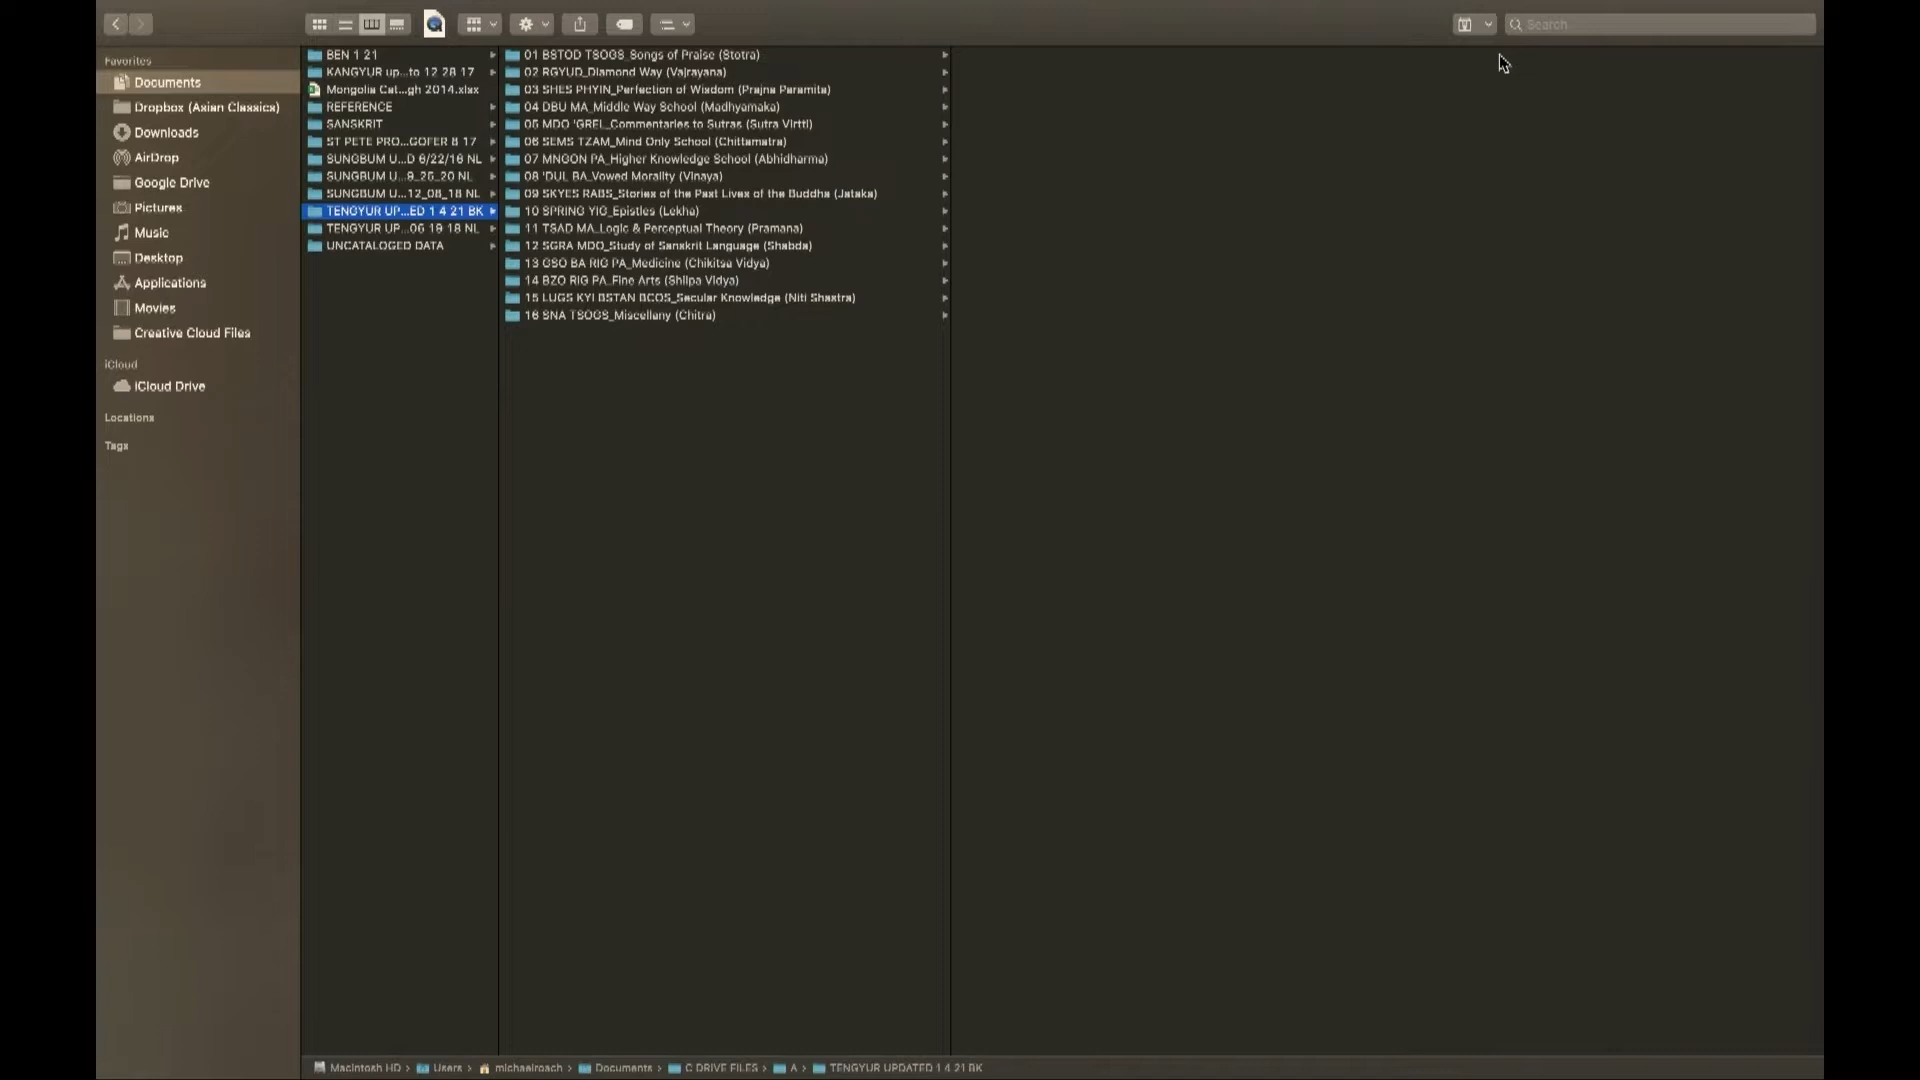 Search
Favorites
Documents
Dropbox (Asian Classics)
Downloads
AirDrop
Google Drive
Pictures
Music
Desktop
Applications
Movies
Creative Cloud Files
iCloud
iCloud Drive
Locations
Tags
BEN 1 21
KANGYUR up...to 12 28 17
Mongolia Cat...gh 2014.xlsx
REFERENCE
SANSKRIT
ST PETE PRO...GOFER 8 17
SUNGBUM U...D 6/22/16 NL
SUNGBUM U...9_26_20 NL
SUNGBUM U...12_08_18 NL
TENGYUR UP...ED 1 4 21 BK
TENGYUR UP...06 19 18 NL
UNCATALOGED DATA
01 BSTOD TSOGS_Songs of Praise (Stotra)
02 RGYUD_Diamond Way (Vajrayana)
03 SHES PHYIN_Perfection of Wisdom (Prajna Paramita)
04 DBU MA_Middle Way School (Madhyamaka)
05 MDO 'GREL_Commentaries to Sutras (Sutra Virtti)
06 SEMS TZAM_Mind Only School (Chittamatra)
07 MNGON PA_Higher Knowledge School (Abhidharma)
08 'DUL BA_Vowed Morality (Vinaya)
09 SKYES RABS_Stories of the Past Lives of the Buddha (Jataka)
10 SPRING YIG_Epistles (Lekha)
11 TSAD MA_Logic & Perceptual Theory (Pramana)
12 SGRA MDO_Study of Sanskrit Language (Shabda)
13 GSO BA RIG PA_Medicine (Chikitsa Vidya)
14 BZO RIG PA_Fine Arts (Shilpa Vidya)
15 LUGS KYI BSTAN BCOS_Secular Knowledge (Niti Shastra)
16 SNA TSOGS_Miscellany (Chitra)
Macintosh HD › Users › michaelroach › Documents › C DRIVE FILES › A › TENGYUR UPDATED 1 4 21 BK